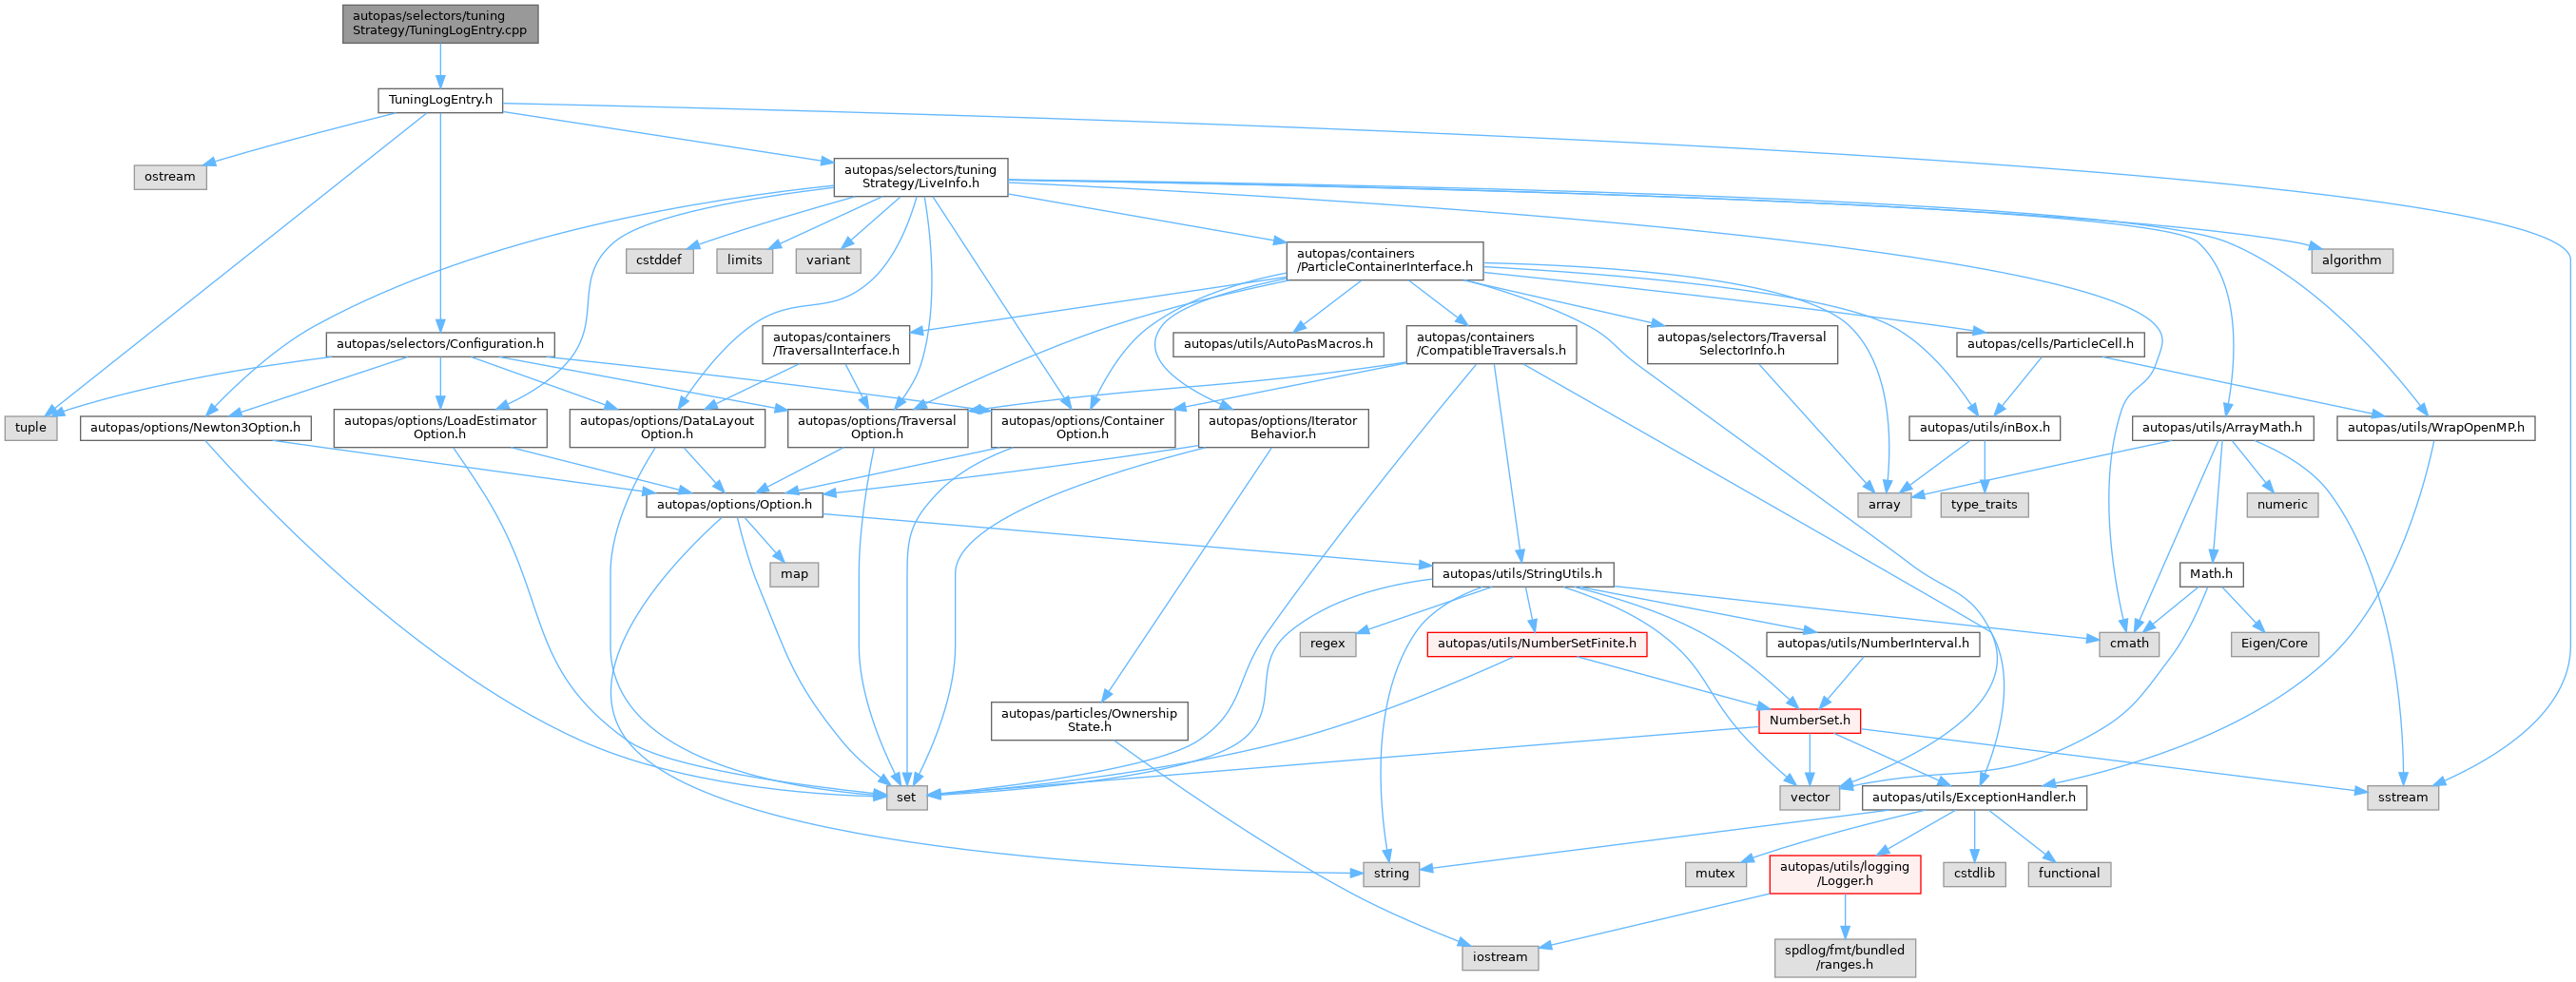 autopas/selectors/tuning
Strategy/TuningLogEntry.cpp
TuningLogEntry.h
ostream
autopas/selectors/tuning
Strategy/LiveInfo.h
cstddef
limits
variant
autopas/containers
/ParticleContainerInterface.h
algorithm
autopas/selectors/Configuration.h
autopas/containers
/TraversalInterface.h
autopas/utils/AutoPasMacros.h
autopas/containers
/CompatibleTraversals.h
autopas/selectors/Traversal
SelectorInfo.h
autopas/cells/ParticleCell.h
tuple
autopas/options/Newton3Option.h
autopas/options/LoadEstimator
Option.h
autopas/options/DataLayout
Option.h
autopas/options/Traversal
Option.h
autopas/options/Container
Option.h
autopas/options/Iterator
Behavior.h
autopas/utils/inBox.h
autopas/utils/ArrayMath.h
autopas/utils/WrapOpenMP.h
autopas/options/Option.h
array
type_traits
numeric
map
autopas/utils/StringUtils.h
Math.h
regex
autopas/utils/NumberSetFinite.h
autopas/utils/NumberInterval.h
cmath
Eigen/Core
autopas/particles/Ownership
State.h
NumberSet.h
set
vector
autopas/utils/ExceptionHandler.h
sstream
string
mutex
autopas/utils/logging
/Logger.h
cstdlib
functional
iostream
spdlog/fmt/bundled
/ranges.h